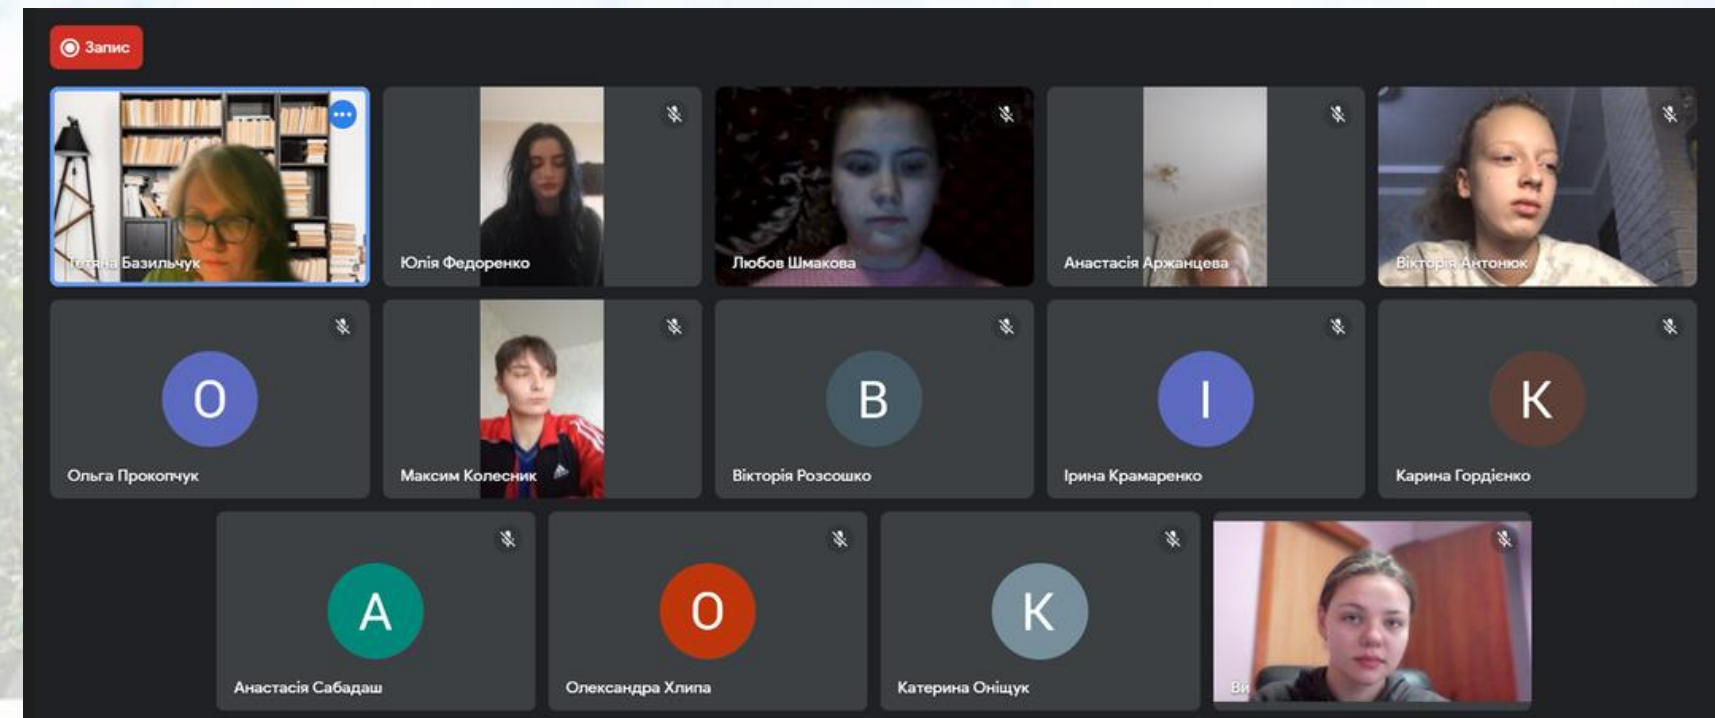 Запис
Тетяна Базильчук
Юлія Федоренко
Любов Шмакова
Анастасія Аржанцева
Вікторія Антонюк
О
Ольга Прокопчук
Максим Колесник
В
Вікторія Розсошко
І
Ірина Крамаренко
К
Карина Гордієнко
А
Анастасія Сабадаш
О
Олександра Хлипа
К
Катерина Оніщук
Ви